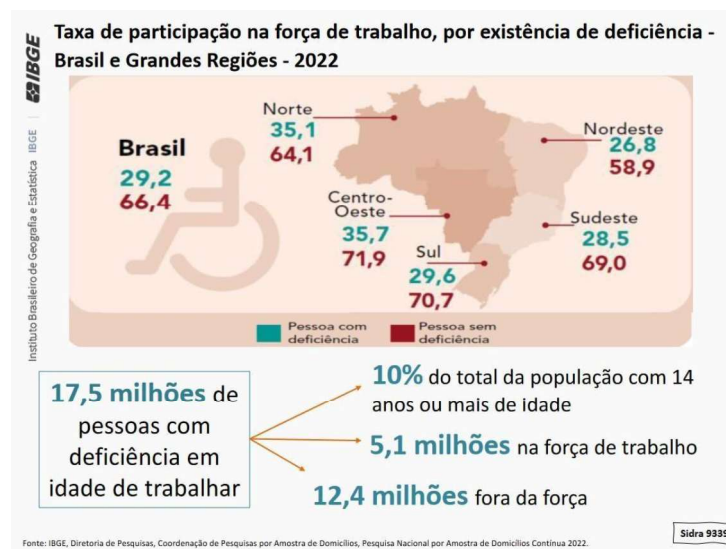 Taxa de participação na força de trabalho, por existência de deficiência -
Brasil e Grandes Regiões - 2022
IBGE
Instituto Brasileiro de Geografia e Estatística IBGE
Brasil
29,2
66,4
Norte
35,1
64,1
Nordeste
26,8
58,9
Centro-
Oeste
35,7
71,9
Sul
29,6
70,7
Sudeste
28,5
69,0
Pessoa com
deficiência
Pessoa sem
deficiência
17,5 milhões de
pessoas com
deficiência em
idade de trabalhar
10% do total da população com 14
anos ou mais de idade
5,1 milhões na força de trabalho
12,4 milhões fora da força
Sidra 9339
Fonte: IBGE, Diretoria de Pesquisas, Coordenação de Pesquisas por Amostra de Domicílios, Pesquisa Nacional por Amostra de Domicílios Contínua 2022.